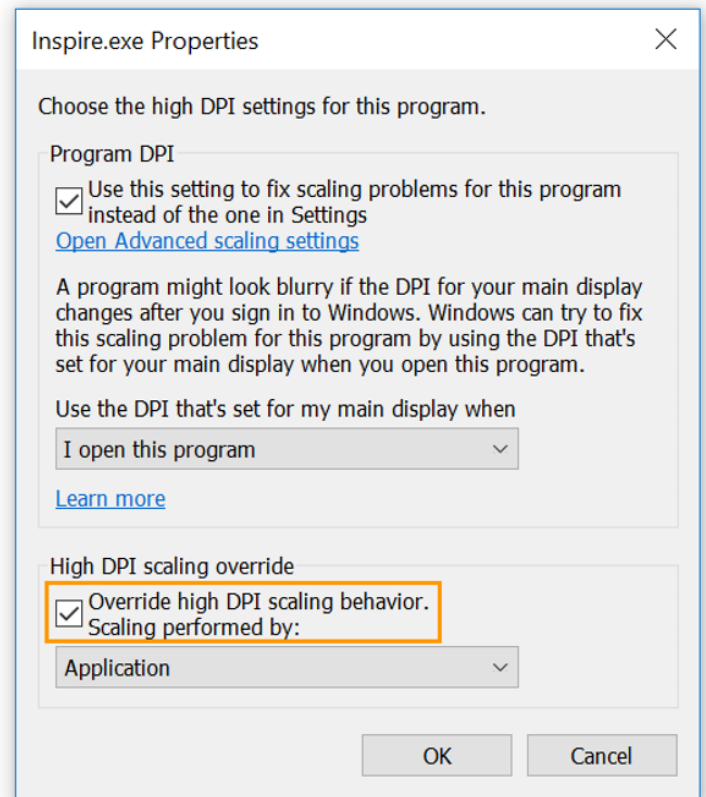 Inspire.exe Properties
Choose the high DPI settings for this program.
Program DPI
Use this setting to fix scaling problems for this program
instead of the one in Settings
Open Advanced scaling settings
A program might look blurry if the DPI for your main display
changes after you sign in to Windows. Windows can try to fix
this scaling problem for this program by using the DPI that's
set for your main display when you open this program.
Use the DPI that's set for my main display when
I open this program
Learn more
High DPI scaling override
Override high DPI scaling behavior.
Scaling performed by:
Application
OK
Cancel